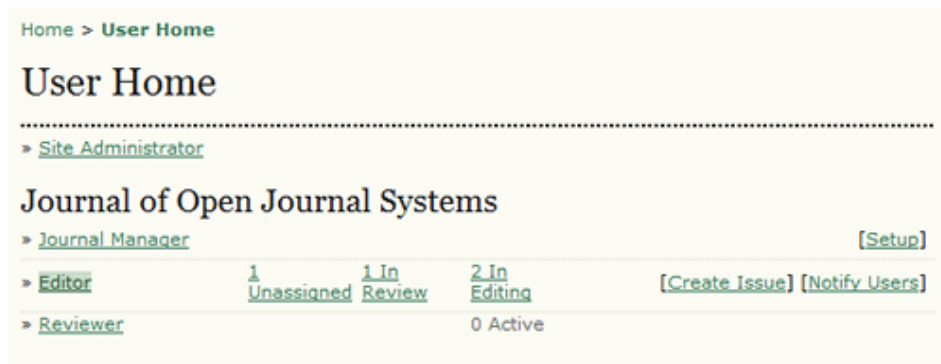 Home > User Home
User Home
» Site Administrator
Journal of Open Journal Systems
» Journal Manager [Setup]
» Editor 1 Unassigned 1 In Review 2 In Editing [Create Issue] [Notify Users]
» Reviewer 0 Active